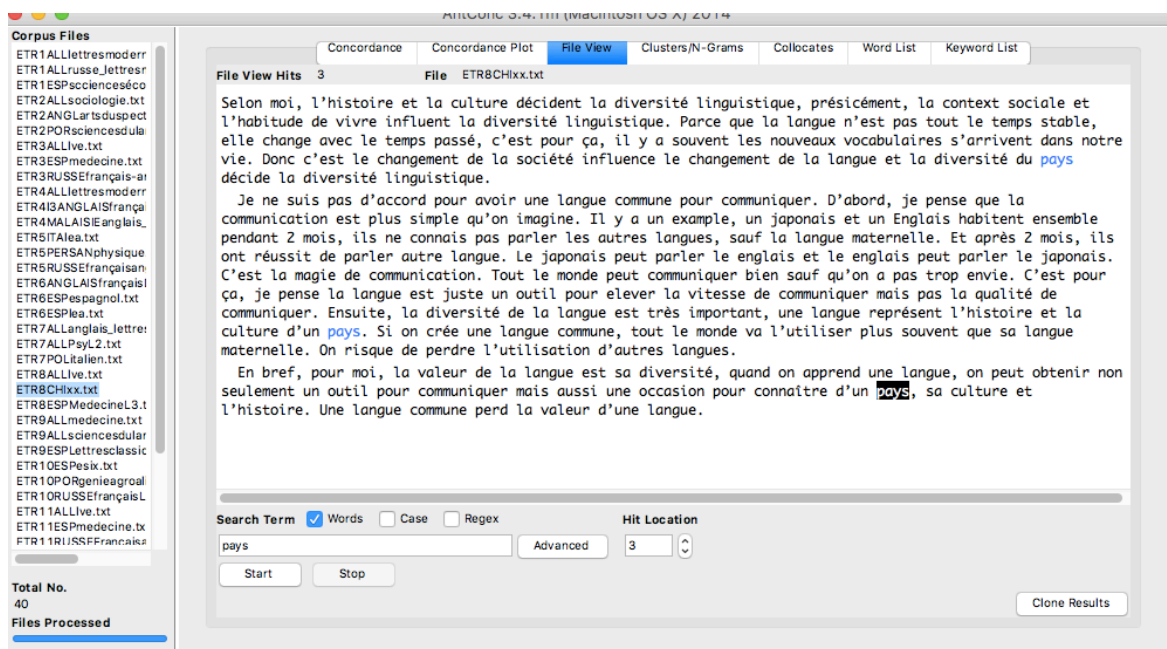 AntConc 3.4. (Macintosh OS X) 2014
Corpus Files
ETR1ALLlettresmodern
ETR1ALLrusse_lettresr
ETR1ESPsccienceséco
ETR2ALLsociologie.txt
ETR2ANGLartsduspect
ETR2PORsciencesdula
ETR3ALLlve.txt
ETR3ESPmedecine.txt
ETR3RUSSEfrançais-ar
ETR4ALLlettresmodern
ETR4I3ANGLAISfrança
ETR4MALAISIEanglais_
ETR5ITAlea.txt
ETR5PERSANphysique
ETR5RUSSEfrançaisan
ETR6ANGLAISfrançais
ETR6ESPespagnol.txt
ETR6ESPlea.txt
ETR7ALLanglais_lettre
ETR7ALLPsyL2.txt
ETR7POLitalien.txt
ETR8ALLlve.txt
ETR8CHIxx.txt
ETR8ESPMedecineL3.t
ETR9ALLmedecine.txt
ETR9ALLsciencesdular
ETR9ESPLettresclassic
ETR10ESPesix.txt
ETR10PORgenieagroal
ETR10RUSSEfrançaisL
ETR11ALLlve.txt
ETR11ESPmedecine.tx
ETR11RUSSEFrancaisa
Total No.
40
Files Processed
Concordance Concordance Plot File View Clusters/N-Grams Collocates Word List Keyword List
File View Hits 3 File ETR8CHIxx.txt
Selon moi, l'histoire et la culture décident la diversité linguistique, présicément, la context sociale et
l'habitude de vivre influent la diversité linguistique. Parce que la langue n'est pas tout le temps stable,
elle change avec le temps passé, c'est pour ça, il y a souvent les nouveaux vocabulaires s'arrivent dans notre
vie. Donc c'est le changement de la société influence le changement de la langue et la diversité du pays
décide la diversité linguistique.
Je ne suis pas d'accord pour avoir une langue commune pour communiquer. D'abord, je pense que la
communication est plus simple qu'on imagine. Il y a un example, un japonais et un Englais habitent ensemble
pendant 2 mois, ils ne connais pas parler les autres langues, sauf la langue maternelle. Et après 2 mois, ils
ont réussit de parler autre langue. Le japonais peut parler le englais et le englais peut parler le japonais.
C'est la magie de communication. Tout le monde peut communiquer bien sauf qu'on a pas trop envie. C'est pour
ça, je pense la langue est juste un outil pour elever la vitesse de communiquer mais pas la qualité de
communiquer. Ensuite, la diversité de la langue est très important, une langue représent l'histoire et la
culture d'un pays. Si on crée une langue commune, tout le monde va l'utiliser plus souvent que sa langue
maternelle. On risque de perdre l'utilisation d'autres langues.
En bref, pour moi, la valeur de la langue est sa diversité, quand on apprend une langue, on peut obtenir non
seulement un outil pour communiquer mais aussi une occasion pour connaître d'un pays, sa culture et
l'histoire. Une langue commune perd la valeur d'une langue.
Search Term Words Case Regex Hit Location
pays Advanced 3
Start Stop
Clone Results